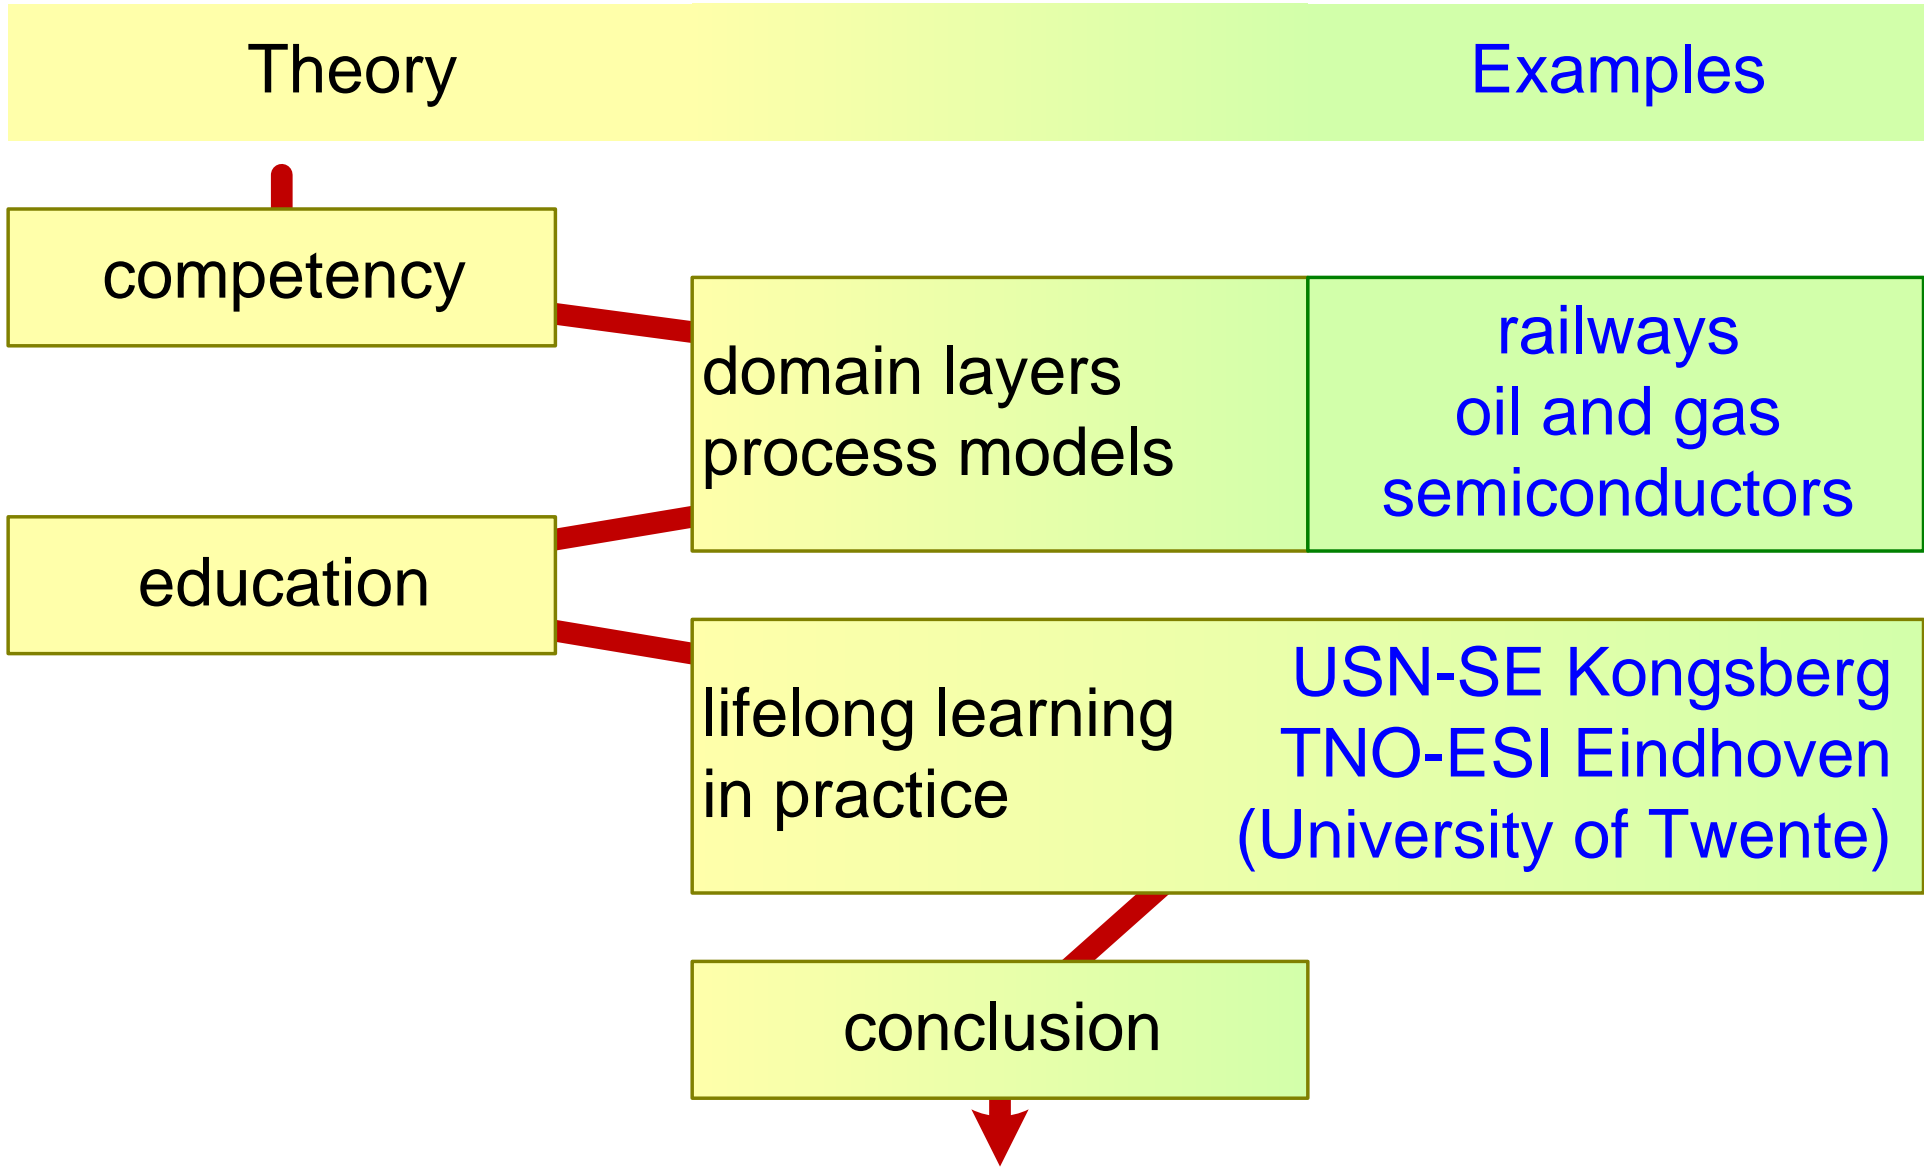 Theory
Examples
competency
domain layers
process models
railways
oil and gas
semiconductors
education
lifelong learning
in practice
USN-SE Kongsberg
TNO-ESI Eindhoven
(University of Twente)
conclusion